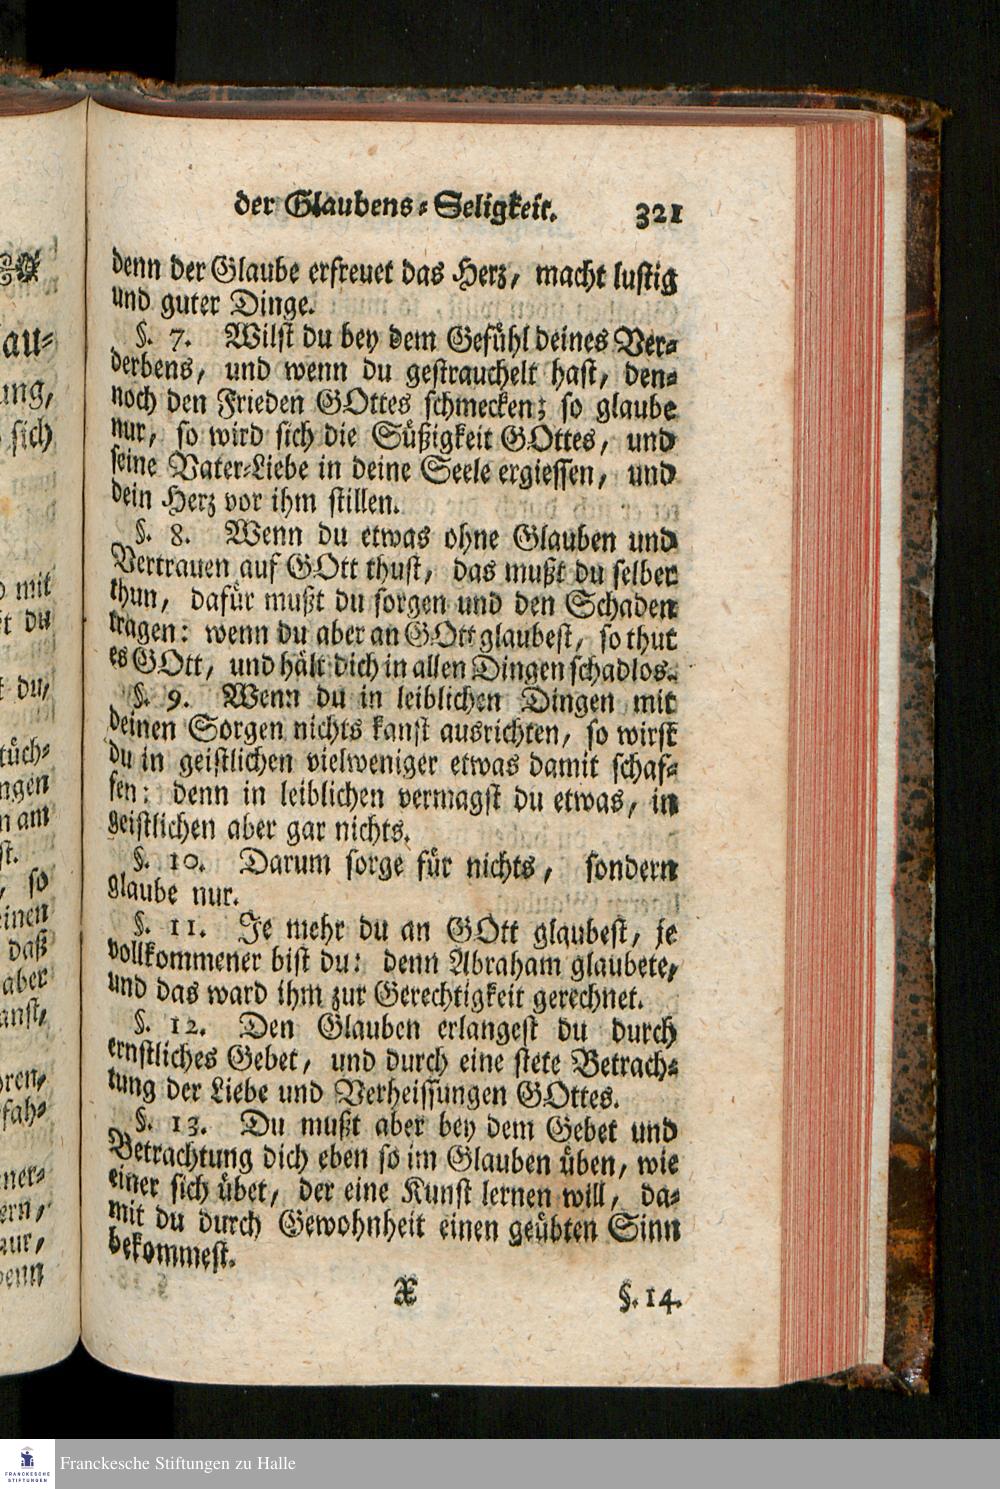 der Glaubens-Seligkeit. 321
denn der Glaube erfreuet das Herz, macht lustig
und guter Dinge.
§. 7. Wilst du bey dem Gefühl deines Ver-
derbens, und wenn du gestrauchelt hast, den-
noch den Frieden GOttes schmecken; so glaube
nur, so wird sich die Süßigkeit GOttes, und
seine Vater-Liebe in deine Seele ergiessen, und
dein Herz vor ihm stillen.
§. 8. Wenn du etwas ohne Glauben und
Vertrauen auf GOtt thust, das mußt du selber
thun, dafür mußt du sorgen und den Schaden
tragen: wenn du aber an GOtt glaubest, so thut
es GOtt, und hält dich in allen Dingen schadlos.
§. 9. Wenn du in leiblichen Dingen mit
deinen Sorgen nichts kanst ausrichten, so wirst
du in geistlichen vielweniger etwas damit schaf-
fen: denn in leiblichen vermagst du etwas, in
geistlichen aber gar nichts.
§. 10. Darum sorge für nichts, sondern
glaube nur.
§. 11. Je mehr du an GOtt glaubest, je
vollkommener bist du: denn Abraham glaubete,
und das ward ihm zur Gerechtigkeit gerechnet.
§. 12. Den Glauben erlangest du durch
ernstliches Gebet, und durch eine stete Betrach-
tung der Liebe und Verheissungen GOttes.
§. 13. Du mußt aber bey dem Gebet und
Betrachtung dich eben so im Glauben üben, wie
einer sich übet, der eine Kunst lernen will, da-
mit du durch Gewohnheit einen geübten Sinn
bekommest.
X §. 14.
FRANCKESCHE
STIFTUNGEN
Franckesche Stiftungen zu Halle